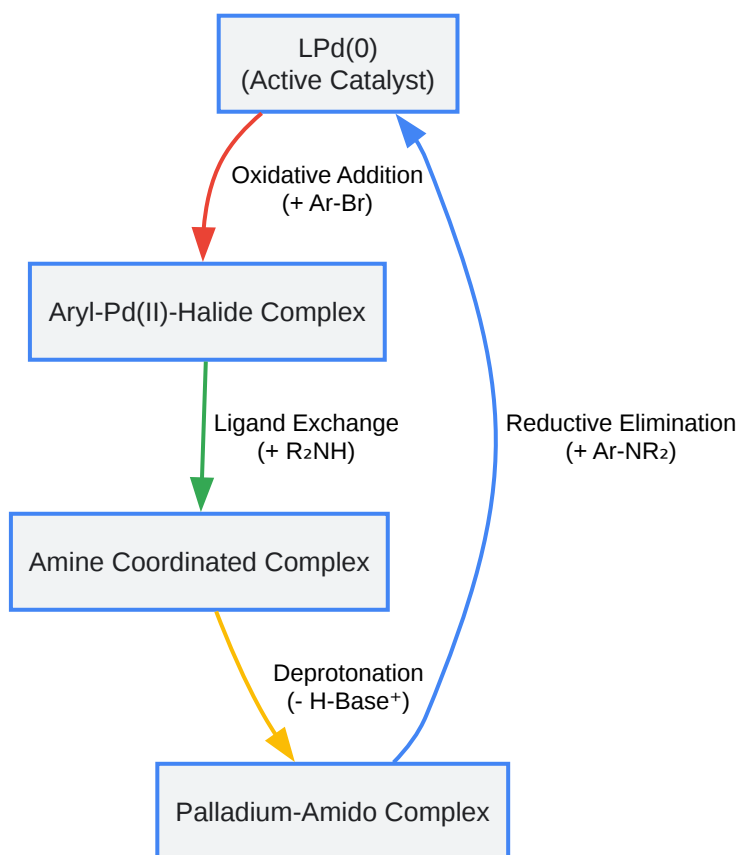 LPd(0)
(Active Catalyst)
Oxidative Addition
(+ Ar-Br)
Aryl-Pd(II)-Halide Complex
Ligand Exchange
(+ R₂NH)
Reductive Elimination
(+ Ar-NR₂)
Amine Coordinated Complex
Deprotonation
(- H-Base⁺)
Palladium-Amido Complex